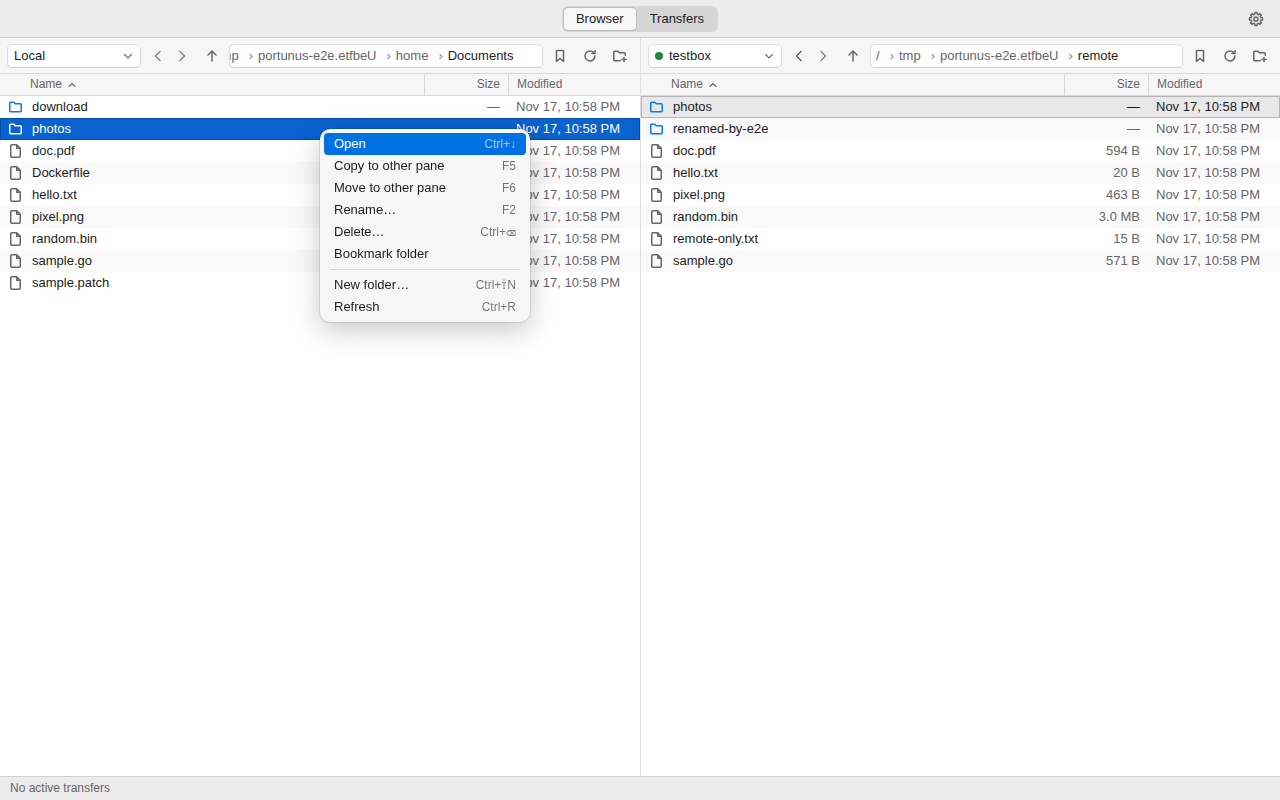 Browser Transfers
Local
portunus-e2e.etfbeU › home › Documents
testbox
/ › tmp › portunus-e2e.etfbeU › remote
Name Size Modified
download — Nov 17, 10:58 PM
photos Nov 17, 10:58 PM
doc.pdf
Dockerfile
hello.txt
pixel.png
random.bin
sample.go
sample.patch
Open Ctrl+↓
Copy to other pane F5
Move to other pane F6
Rename… F2
Delete… Ctrl+⌫
Bookmark folder
New folder… Ctrl+⇧N
Refresh Ctrl+R
Name Size Modified
photos — Nov 17, 10:58 PM
renamed-by-e2e — Nov 17, 10:58 PM
doc.pdf 594 B Nov 17, 10:58 PM
hello.txt 20 B Nov 17, 10:58 PM
pixel.png 463 B Nov 17, 10:58 PM
random.bin 3.0 MB Nov 17, 10:58 PM
remote-only.txt 15 B Nov 17, 10:58 PM
sample.go 571 B Nov 17, 10:58 PM
No active transfers